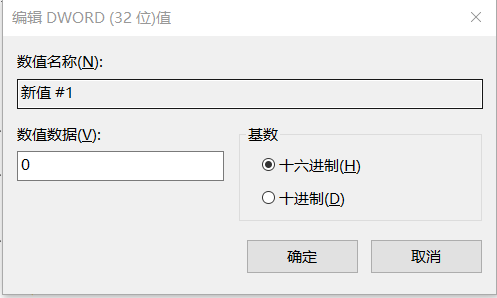 编辑 DWORD (32 位)值
数值名称(N):
新值 #1
数值数据(V):
0
基数
十六进制(H)
十进制(D)
确定
取消